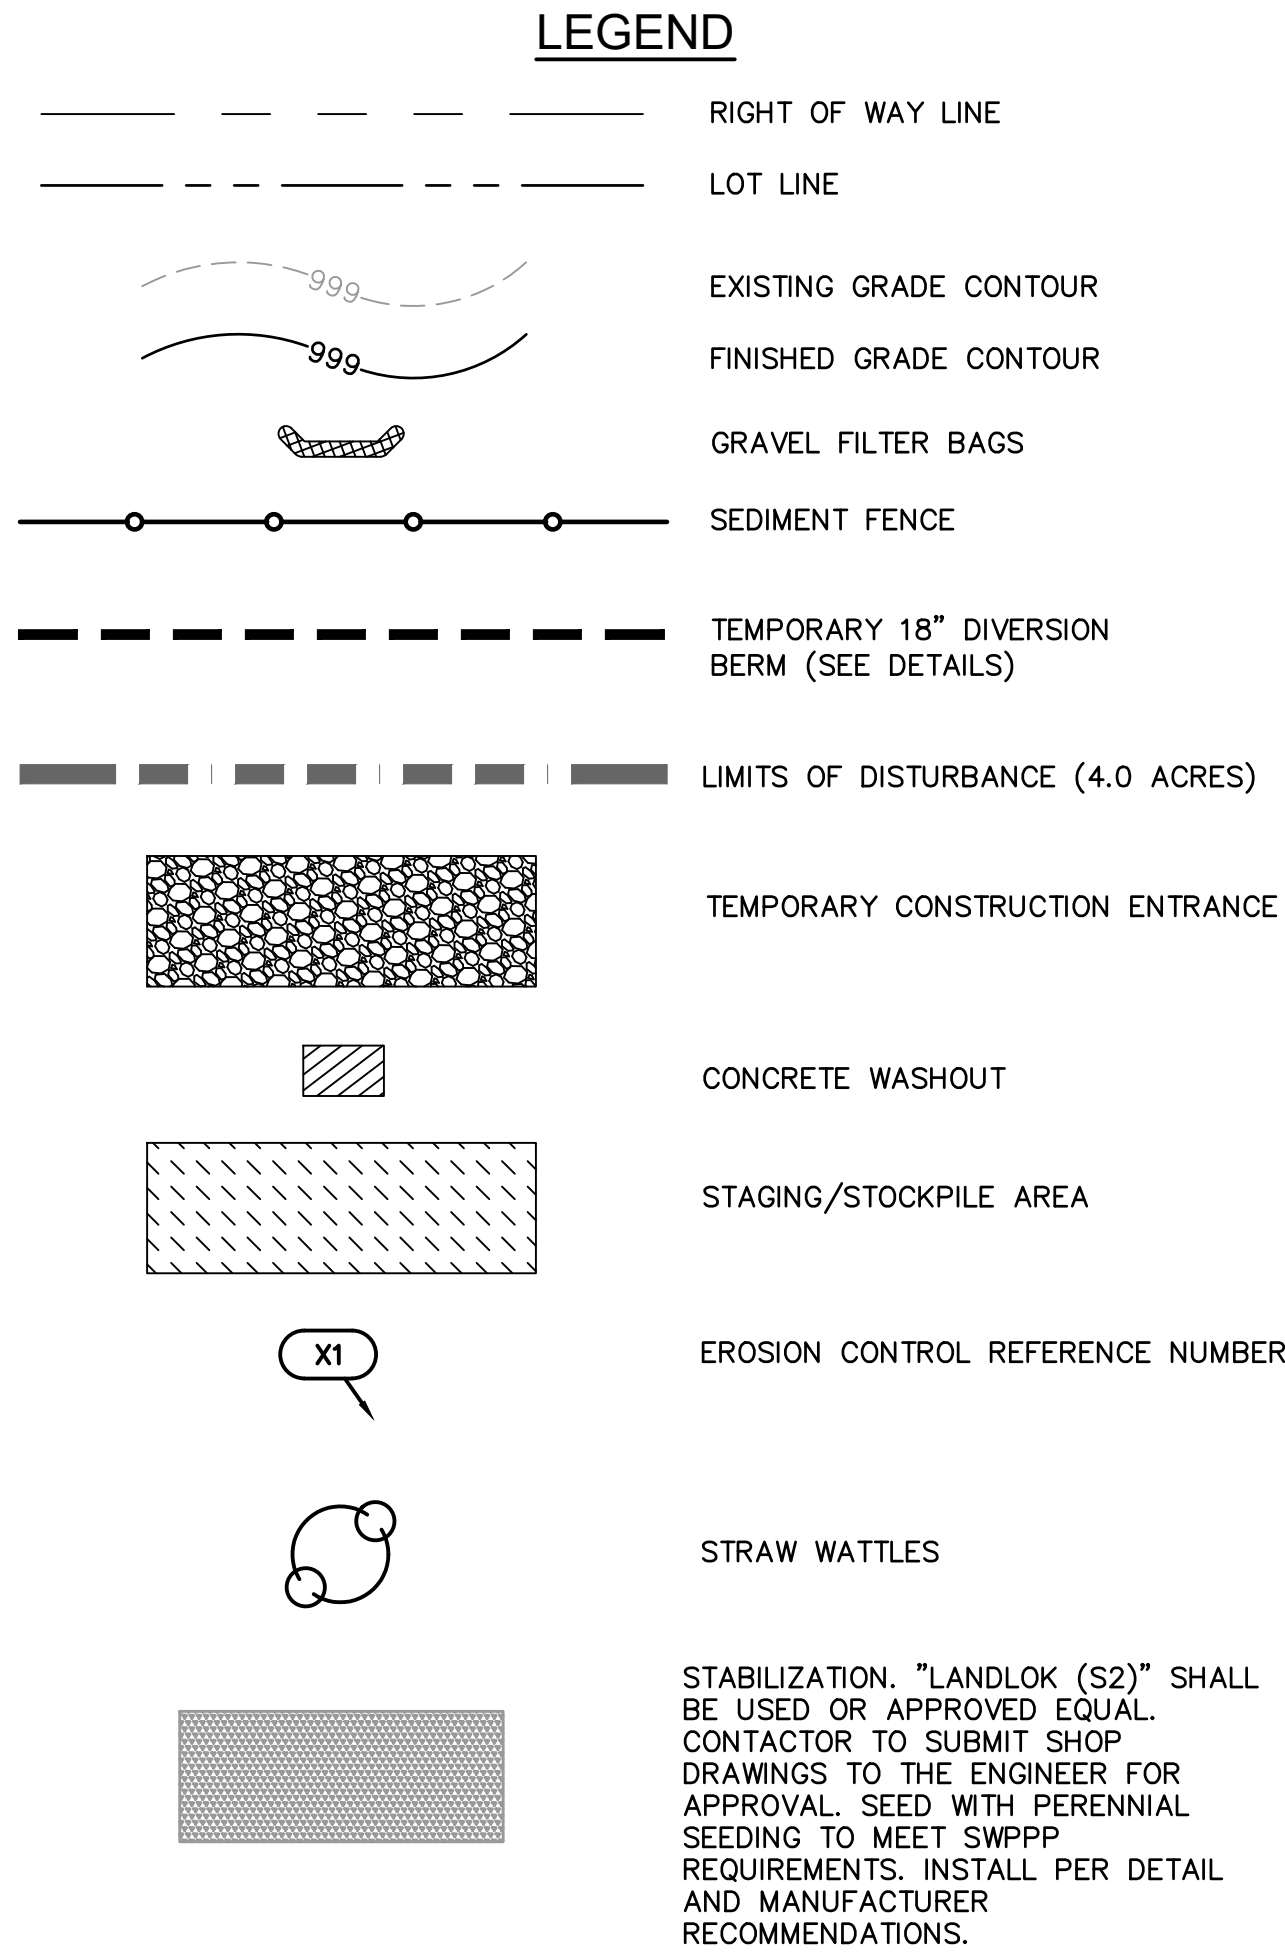 LEGEND
RIGHT OF WAY LINE
LOT LINE
999
EXISTING GRADE CONTOUR
999
FINISHED GRADE CONTOUR
GRAVEL FILTER BAGS
SEDIMENT FENCE
TEMPORARY 18" DIVERSION
BERM (SEE DETAILS)
LIMITS OF DISTURBANCE (4.0 ACRES)
TEMPORARY CONSTRUCTION ENTRANCE
CONCRETE WASHOUT
STAGING/STOCKPILE AREA
X1
EROSION CONTROL REFERENCE NUMBER
STRAW WATTLES
STABILIZATION. "LANDLOK (S2)" SHALL
BE USED OR APPROVED EQUAL.
CONTACTOR TO SUBMIT SHOP
DRAWINGS TO THE ENGINEER FOR
APPROVAL. SEED WITH PERENNIAL
SEEDING TO MEET SWPPP
REQUIREMENTS. INSTALL PER DETAIL
AND MANUFACTURER
RECOMMENDATIONS.